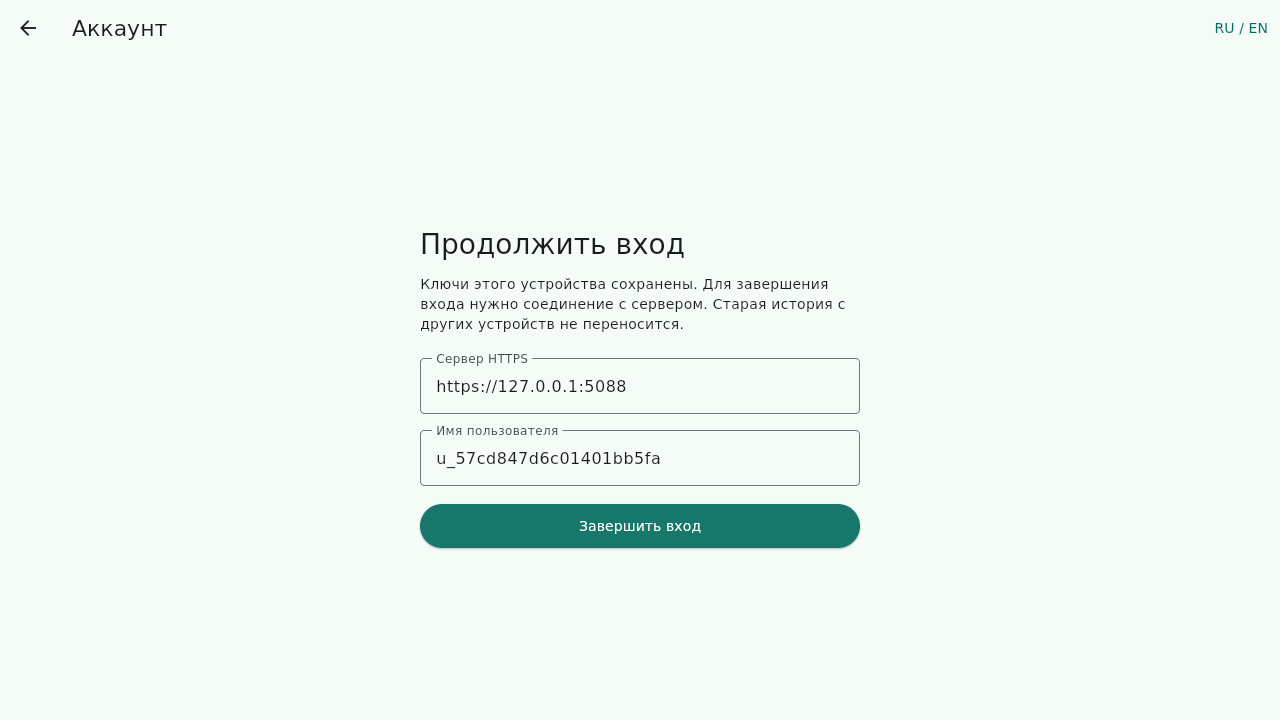 Аккаунт
RU / EN
Продолжить вход
Ключи этого устройства сохранены. Для завершения
входа нужно соединение с сервером. Старая история с
других устройств не переносится.
Сервер HTTPS
https://127.0.0.1:5088
Имя пользователя
u_57cd847d6c01401bb5fa
Завершить вход